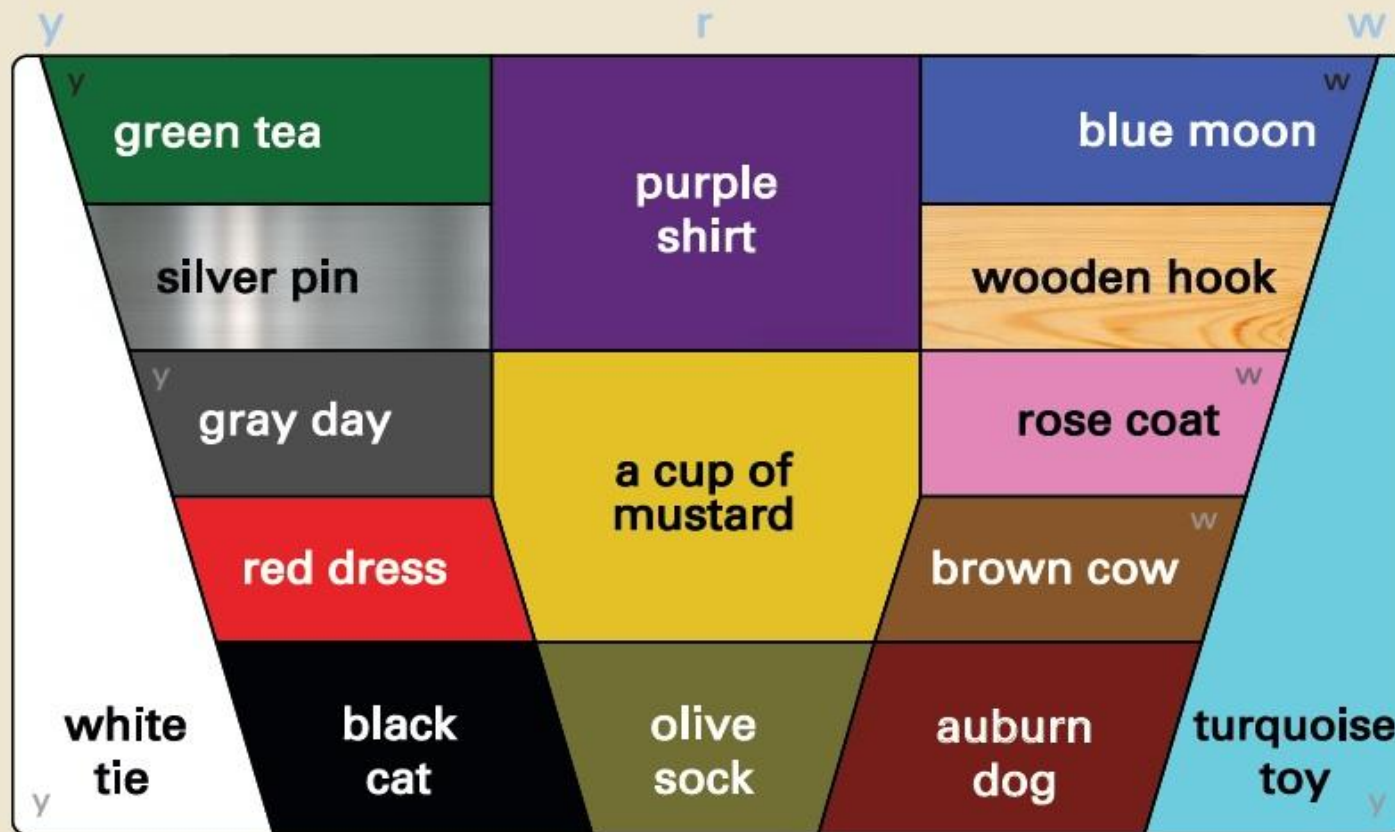 y r w
y w
green tea
purple
shirt
blue moon
silver pin
wooden hook
y w
gray day
rose coat
a cup of
mustard
w
red dress
brown cow
white
tie
black
cat
olive
sock
auburn
dog
turquoise
toy
y y